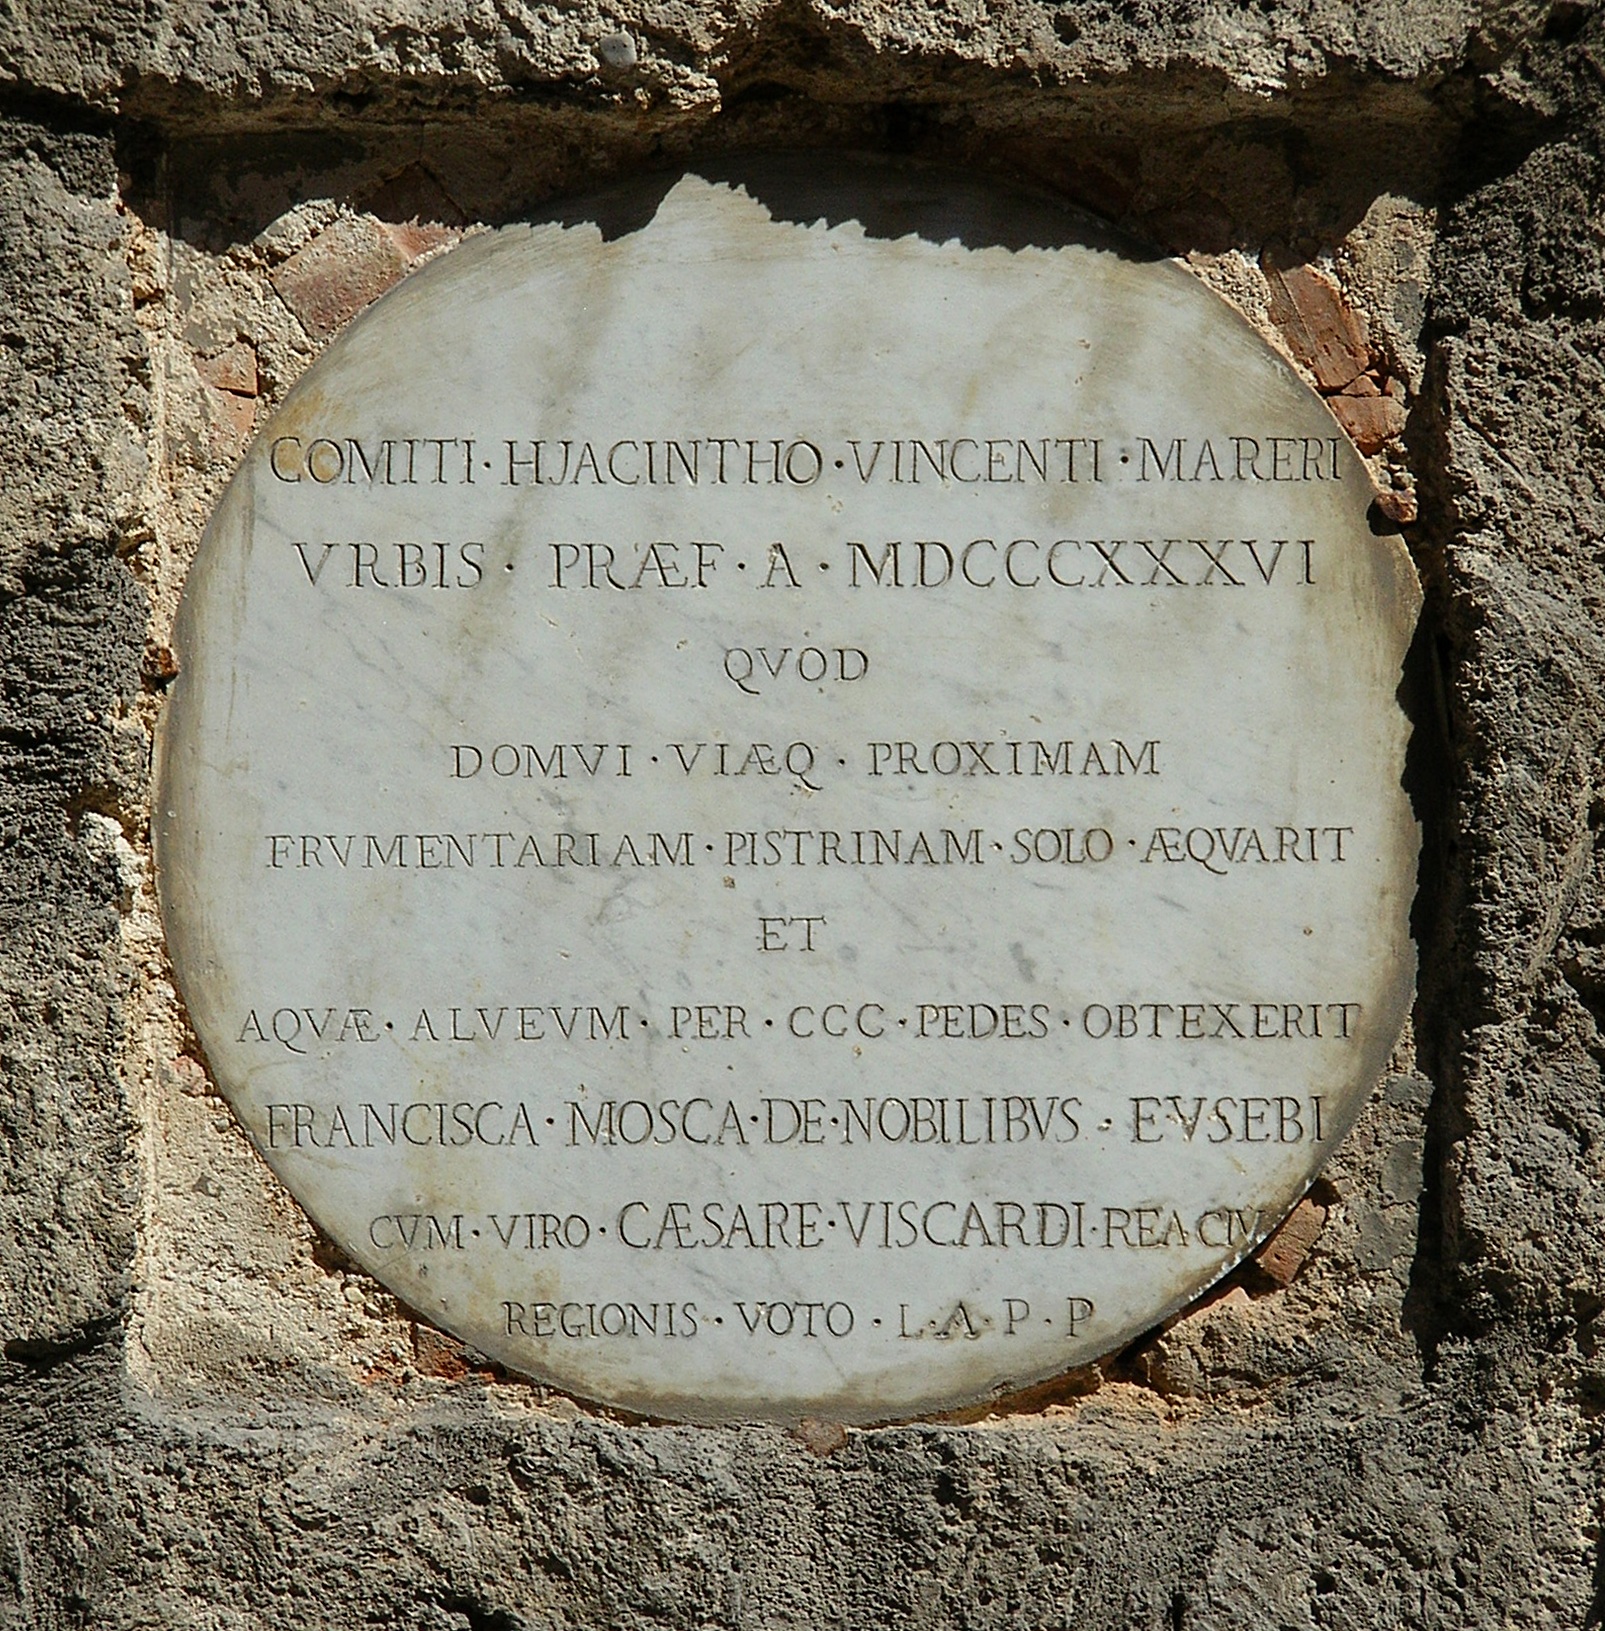 COMITI · HJACINTHO · VINCENTI · MARERI
VRBIS · PRÆF · A · MDCCCXXXVI
QVOD
DOMVI · VIÆQ · PROXIMAM
FRVMENTARIAM · PISTRINAM · SOLO · ÆQVARIT
ET
AQVÆ · ALVEVM · PER · CCC · PEDES · OBTEXERIT
FRANCISCA · MOSCA · DE · NOBILIBVS · EVSEBI
CVM · VIRO · CÆSARE · VISCARDI · REA · CIV
REGIONIS · VOTO · L · A · P · P